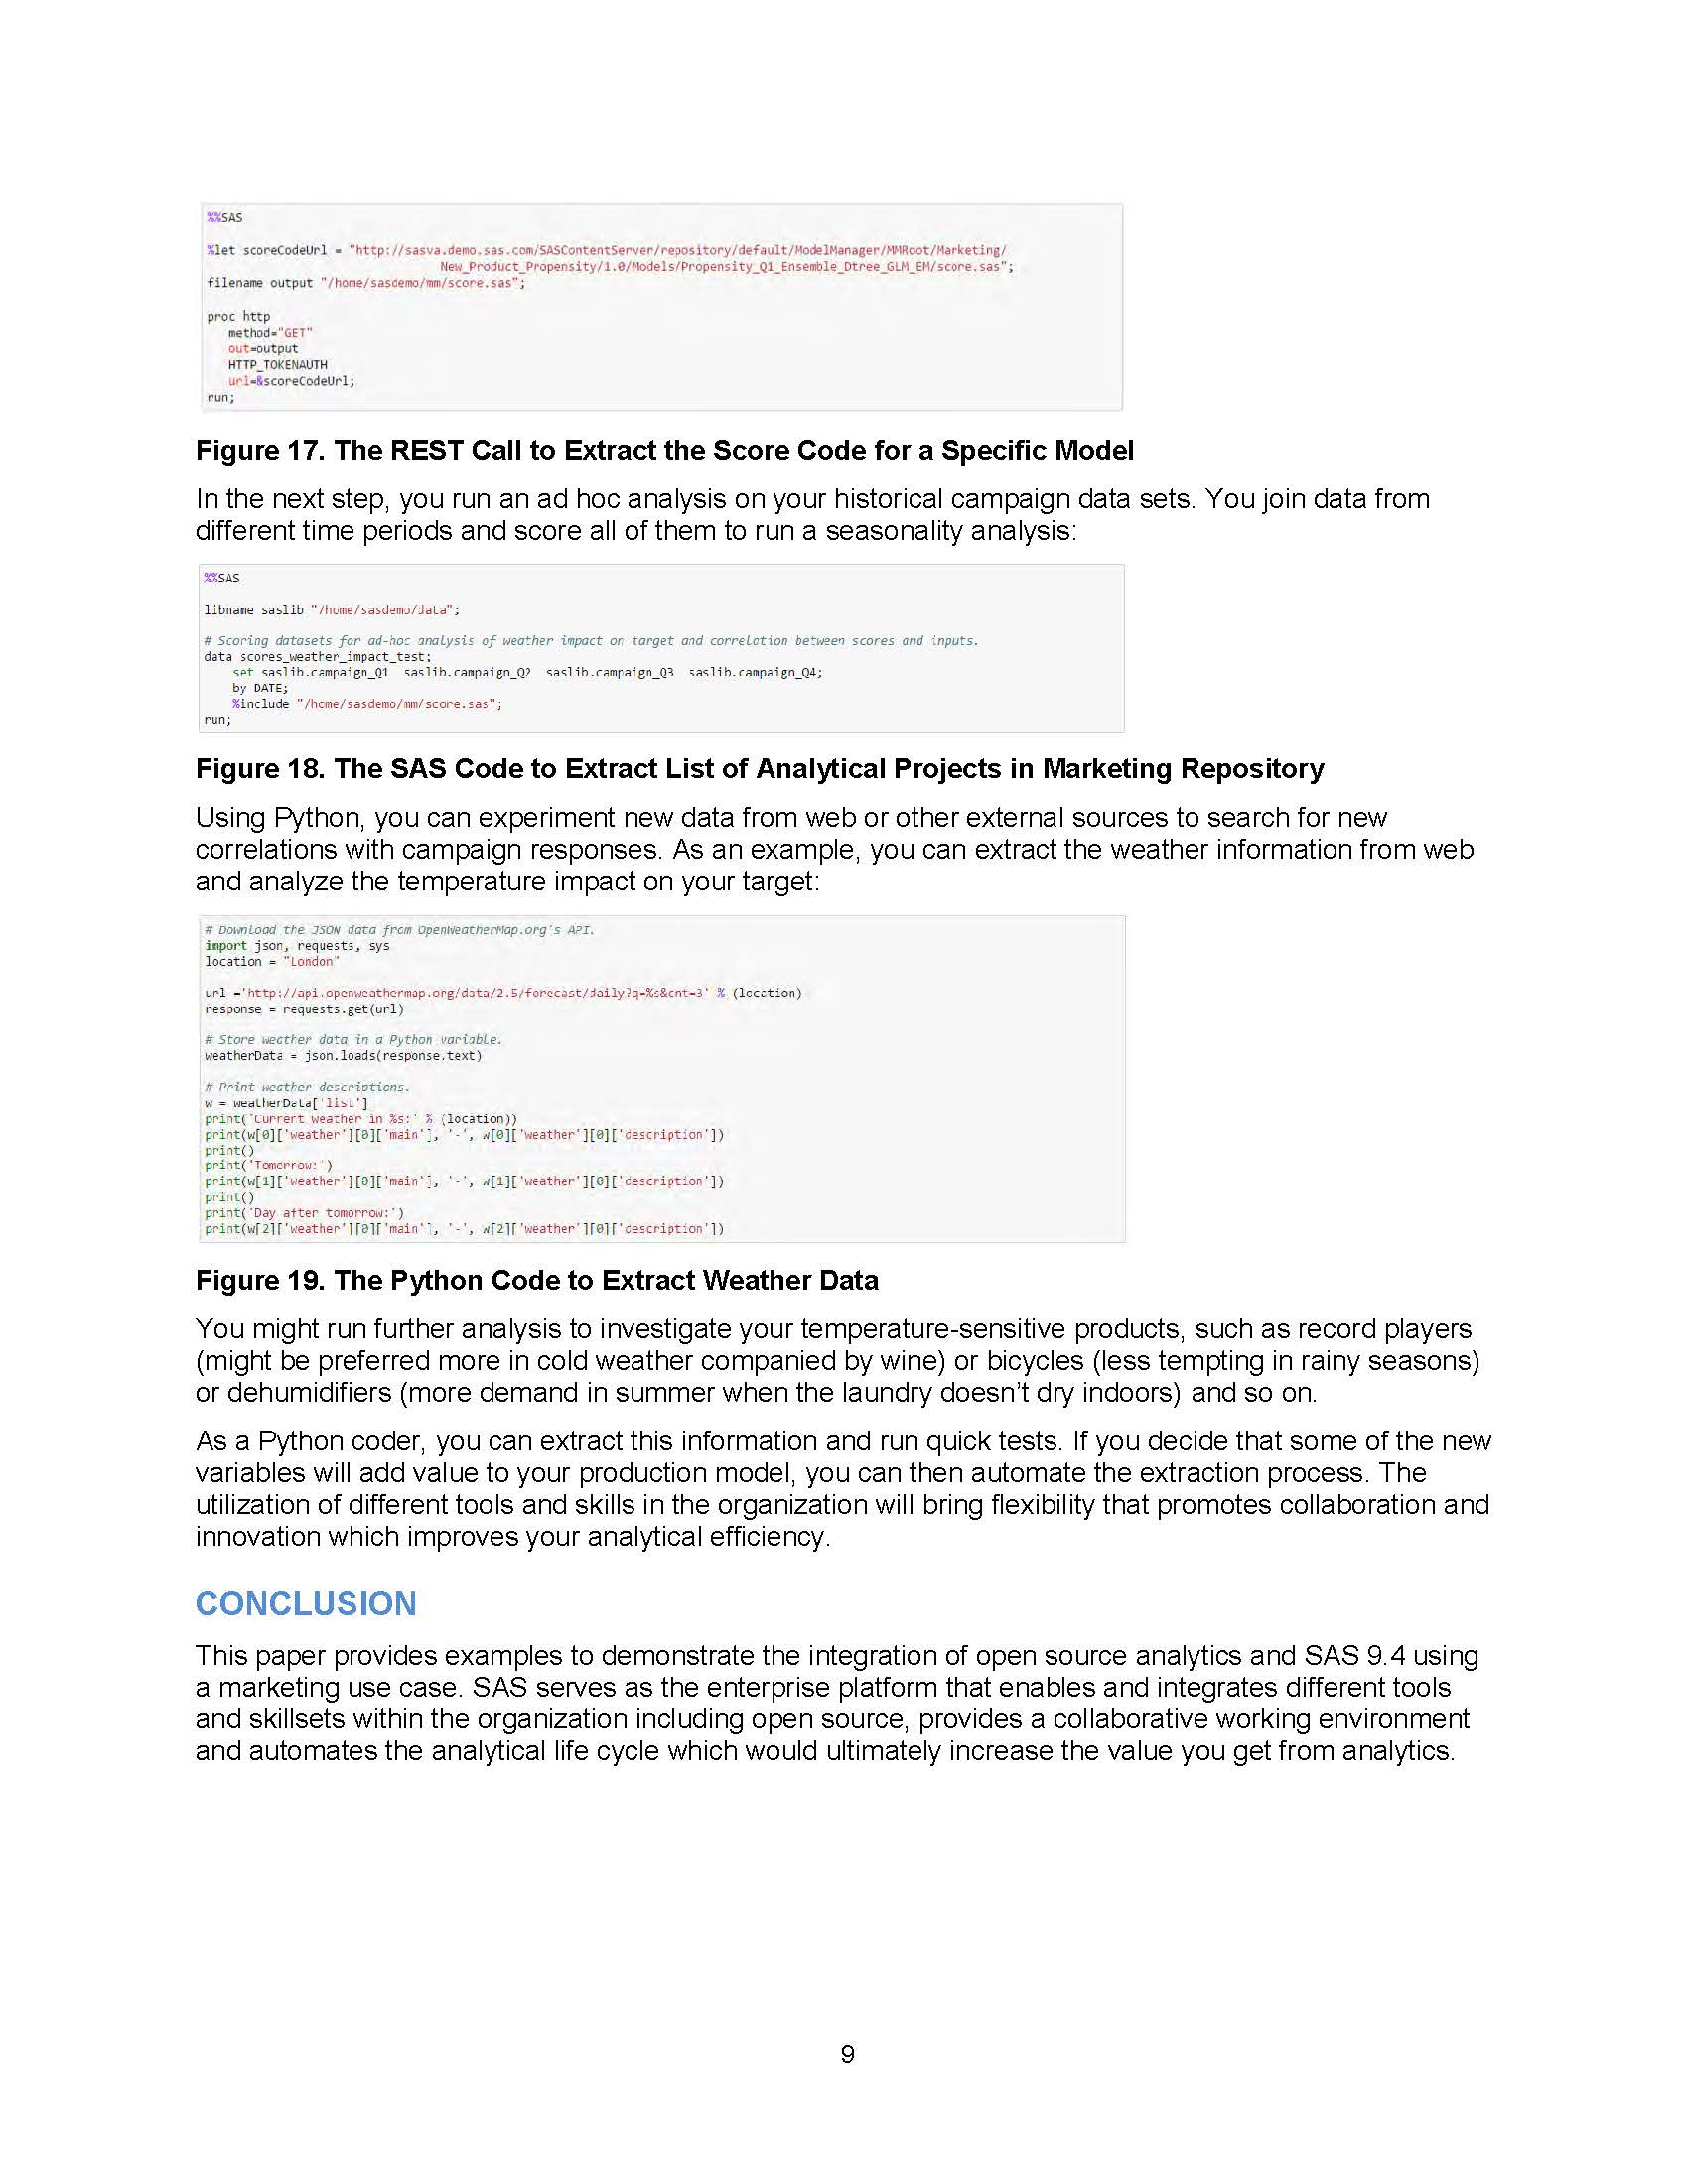 %%SAS
%let scoreCodeUrl = "http://sasva.demo.sas.com/SASContentServer/repository/default/ModelManager/MMRoot/Marketing/
New_Product_Propensity/1.0/Models/Propensity_Q1_Ensemble_Dtree_GLM_EM/score.sas";
filename output "/home/sasdemo/mm/score.sas";
proc http
method="GET"
out=output
HTTP_TOKENAUTH
url=&scoreCodeUrl;
run;
Figure 17. The REST Call to Extract the Score Code for a Specific Model
In the next step, you run an ad hoc analysis on your historical campaign data sets. You join data from
different time periods and score all of them to run a seasonality analysis:
%%SAS
libname saslib "/home/sasdemo/data";
# Scoring datasets for ad-hoc analysis of weather impact on target and correlation between scores and inputs.
data scores_weather_impact_test;
set saslib.campaign_Q1 saslib.campaign_Q2 saslib.campaign_Q3 saslib.campaign_Q4;
by DATE;
%include "/home/sasdemo/mm/score.sas";
run;
Figure 18. The SAS Code to Extract List of Analytical Projects in Marketing Repository
Using Python, you can experiment new data from web or other external sources to search for new
correlations with campaign responses. As an example, you can extract the weather information from web
and analyze the temperature impact on your target:
# Download the JSON data from OpenWeatherMap.org's API.
import json, requests, sys
location = "London"
url ='http://api.openweathermap.org/data/2.5/forecast/daily?q=%s&cnt=3' % (location)
response = requests.get(url)
# Store weather data in a Python variable.
weatherData = json.loads(response.text)
# Print weather descriptions.
w = weatherData['list']
print('Current weather in %s:' % (location))
print(w[0]['weather'][0]['main'], '-', w[0]['weather'][0]['description'])
print()
print('Tomorrow:')
print(w[1]['weather'][0]['main'], '-', w[1]['weather'][0]['description'])
print()
print('Day after tomorrow:')
print(w[2]['weather'][0]['main'], '-', w[2]['weather'][0]['description'])
Figure 19. The Python Code to Extract Weather Data
You might run further analysis to investigate your temperature-sensitive products, such as record players
(might be preferred more in cold weather companied by wine) or bicycles (less tempting in rainy seasons)
or dehumidifiers (more demand in summer when the laundry doesn’t dry indoors) and so on.
As a Python coder, you can extract this information and run quick tests. If you decide that some of the new
variables will add value to your production model, you can then automate the extraction process. The
utilization of different tools and skills in the organization will bring flexibility that promotes collaboration and
innovation which improves your analytical efficiency.
CONCLUSION
This paper provides examples to demonstrate the integration of open source analytics and SAS 9.4 using
a marketing use case. SAS serves as the enterprise platform that enables and integrates different tools
and skillsets within the organization including open source, provides a collaborative working environment
and automates the analytical life cycle which would ultimately increase the value you get from analytics.
9